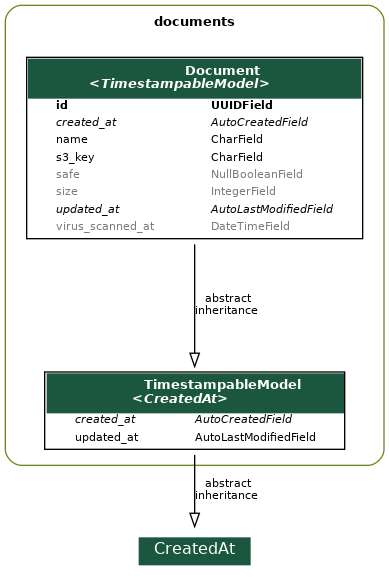 documents
Document
<TimestampableModel>
id UUIDField
created_at AutoCreatedField
name CharField
s3_key CharField
safe NullBooleanField
size IntegerField
updated_at AutoLastModifiedField
virus_scanned_at DateTimeField
abstract
inheritance
TimestampableModel
<CreatedAt>
created_at AutoCreatedField
updated_at AutoLastModifiedField
abstract
inheritance
CreatedAt